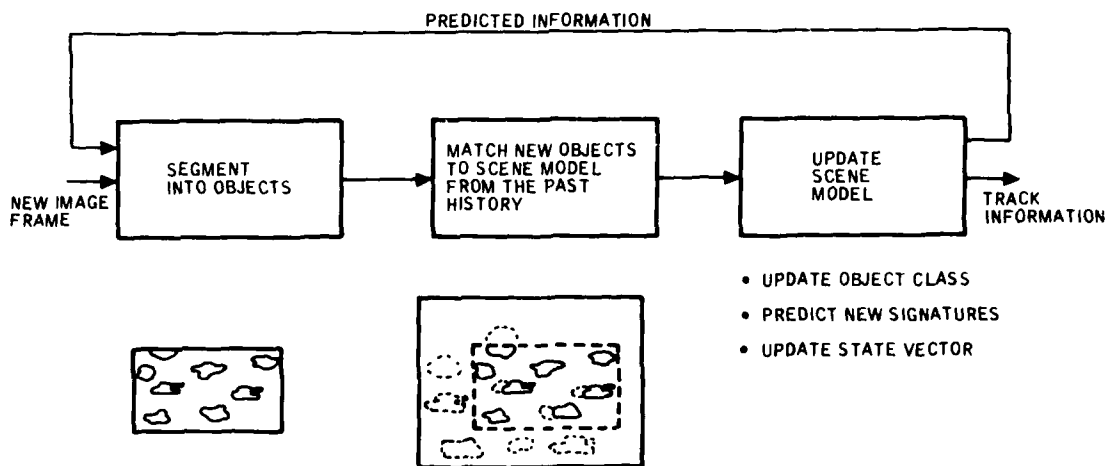 PREDICTED INFORMATION
SEGMENT
INTO OBJECTS
MATCH NEW OBJECTS
TO SCENE MODEL
FROM THE PAST
HISTORY
UPDATE
SCENE
MODEL
NEW IMAGE
FRAME
TRACK
INFORMATION
• UPDATE OBJECT CLASS
• PREDICT NEW SIGNATURES
• UPDATE STATE VECTOR